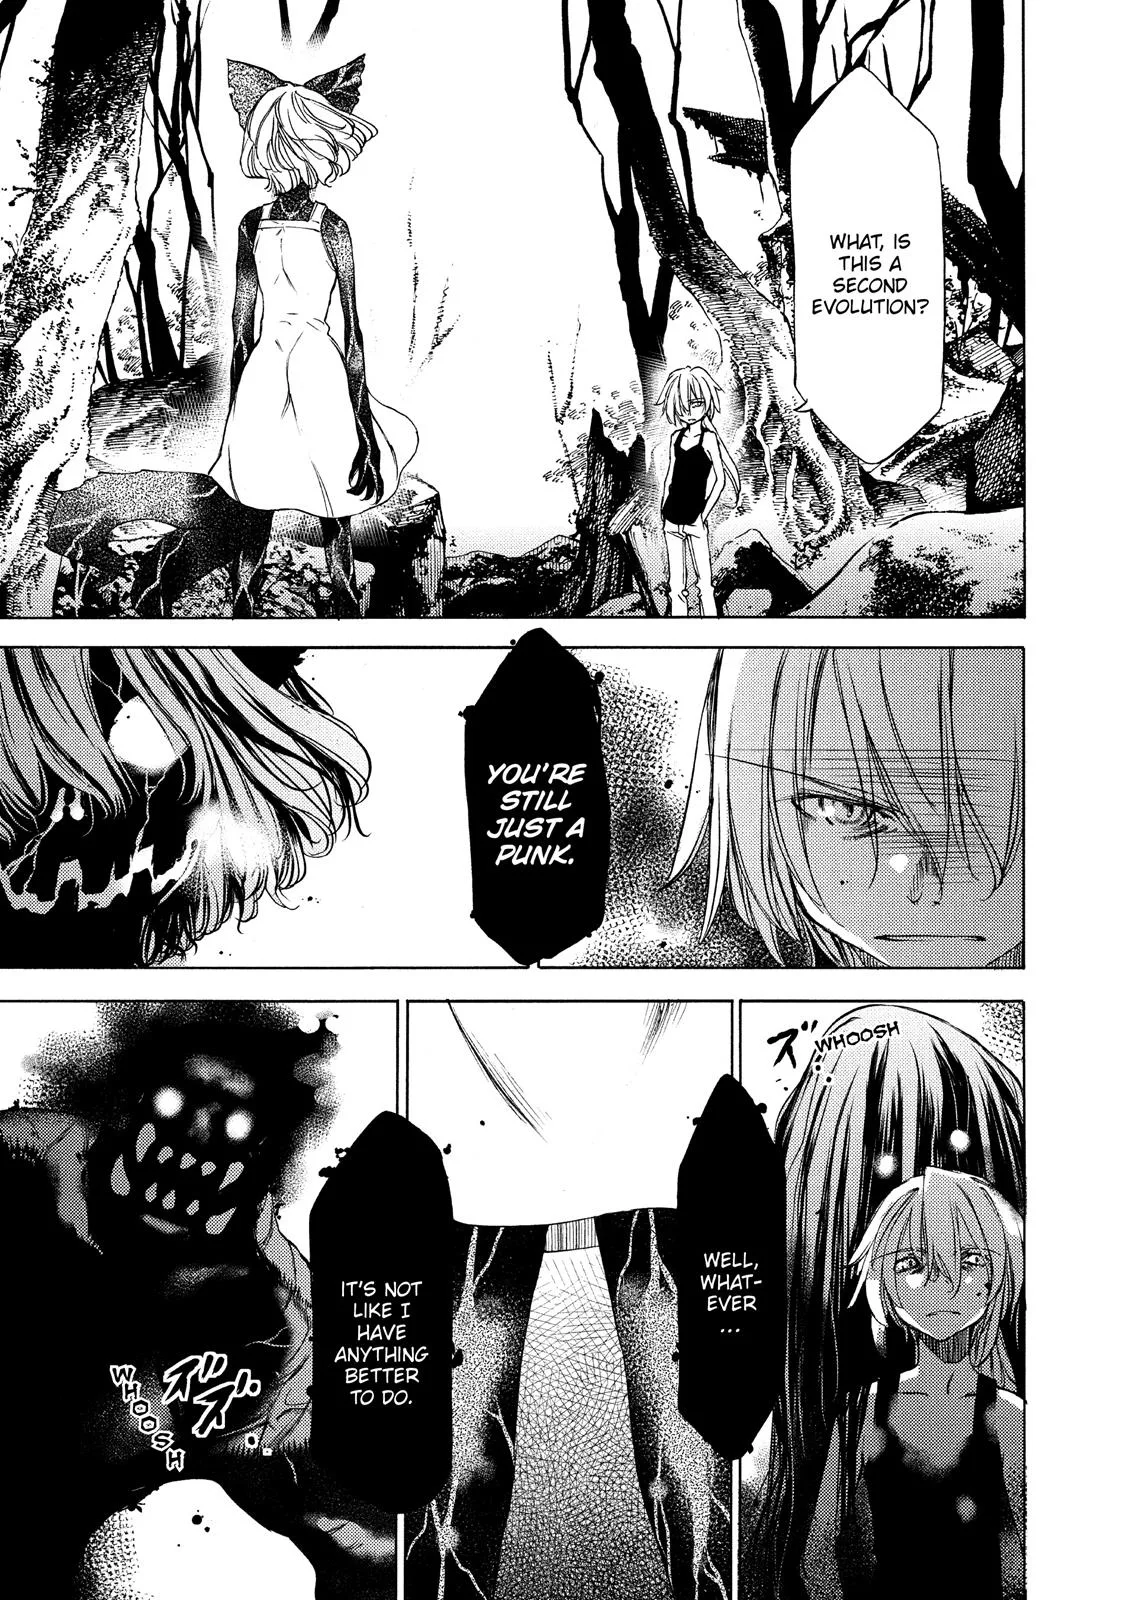 WHAT, IS
THIS A
SECOND
EVOLUTION?
YOU'RE
STILL
JUST A
PUNK.
ズ
WHOOSH
WELL,
WHAT-
EVER
...
IT'S NOT
LIKE I
HAVE
ANYTHING
BETTER
TO DO.
ズズ
WHOOSH